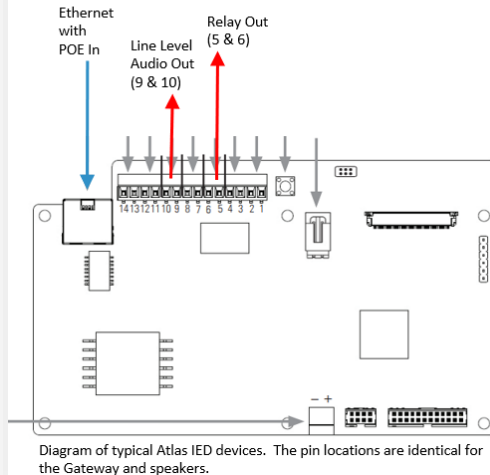 Ethernet
with
POE In
Line Level
Audio Out
(9 & 10)
Relay Out
(5 & 6)
14 13 12 11 10 9 8 7 6 5 4 3 2 1
− +
Diagram of typical Atlas IED devices.  The pin locations are identical for
the Gateway and speakers.